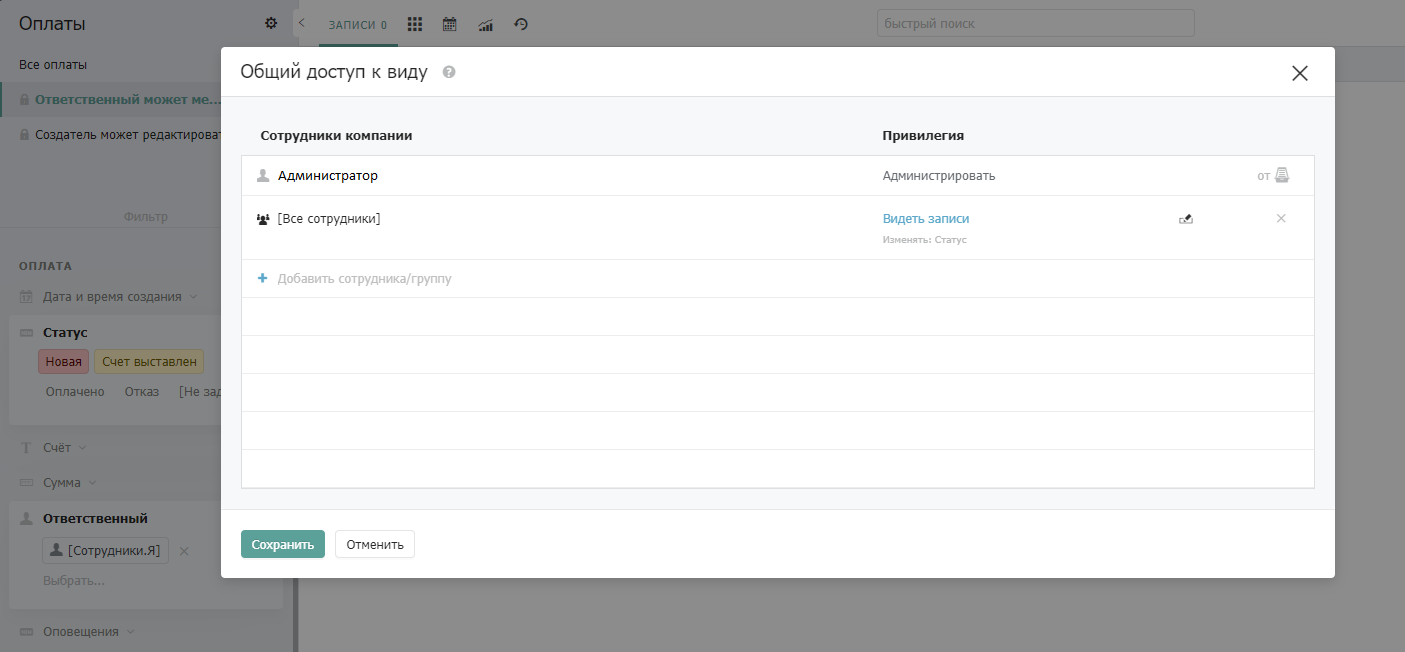 Оплаты
ЗАПИСИ 0
быстрый поиск
Все оплаты
Ответственный может ме...
Создатель может редактироват
Фильтр
ОПЛАТА
Дата и время создания
Статус
Новая Счет выставлен
Оплачено Отказ [Не зад
Счёт
Сумма
Ответственный
[Сотрудники.Я]
Выбрать...
Оповещения
Общий доступ к виду
Сотрудники компании Привилегия
Администратор Администрировать от
[Все сотрудники] Видеть записи
Изменять: Статус
Добавить сотрудника/группу
Сохранить Отменить